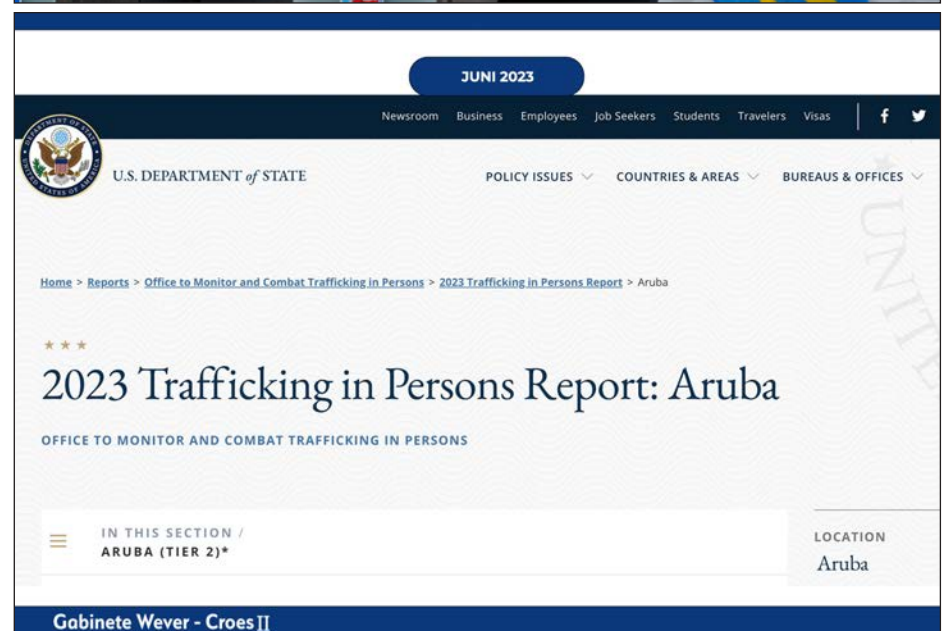 JUNI 2023
Newsroom Business Employees Job Seekers Students Travelers Visas
U.S. DEPARTMENT of STATE
POLICY ISSUES COUNTRIES & AREAS BUREAUS & OFFICES
UNITE
Home > Reports > Office to Monitor and Combat Trafficking in Persons > 2023 Trafficking in Persons Report > Aruba
2023 Trafficking in Persons Report: Aruba
OFFICE TO MONITOR AND COMBAT TRAFFICKING IN PERSONS
IN THIS SECTION /
ARUBA (TIER 2)*
LOCATION
Aruba
Gabinete Wever - Croes II